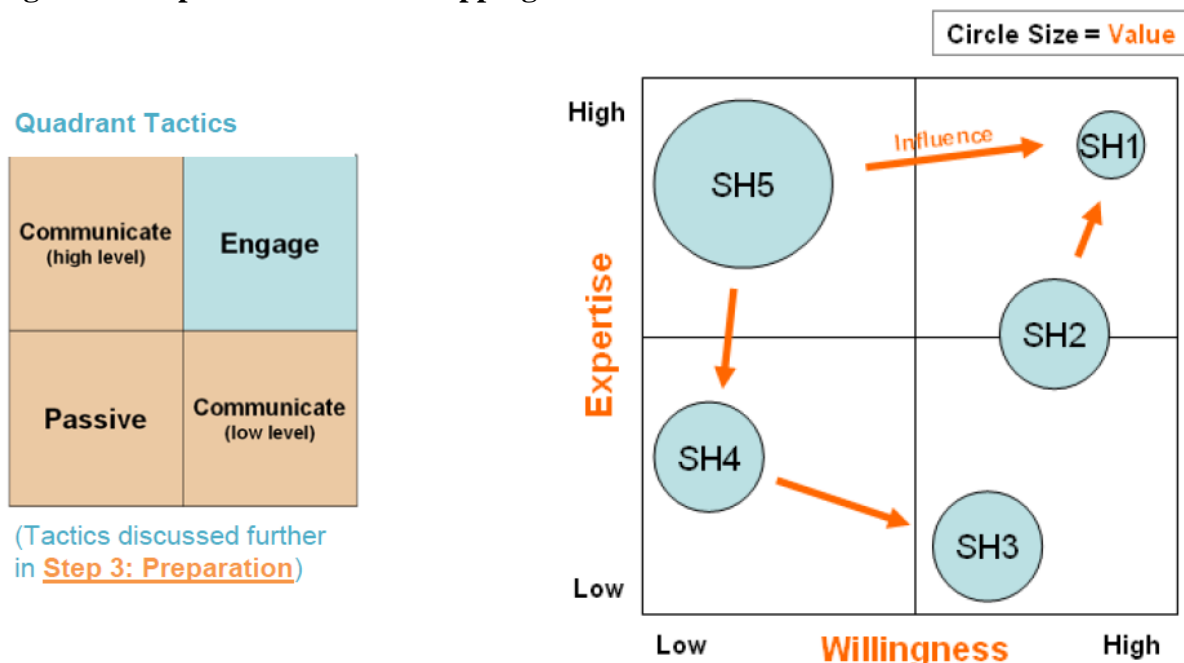 Circle Size = Value
Quadrant Tactics
Communicate
(high level)
Engage
Passive
Communicate
(low level)
(Tactics discussed further
in Step 3: Preparation)
High
Expertise
Low
SH5
Influence
SH1
SH2
SH4
SH3
Low
Willingness
High